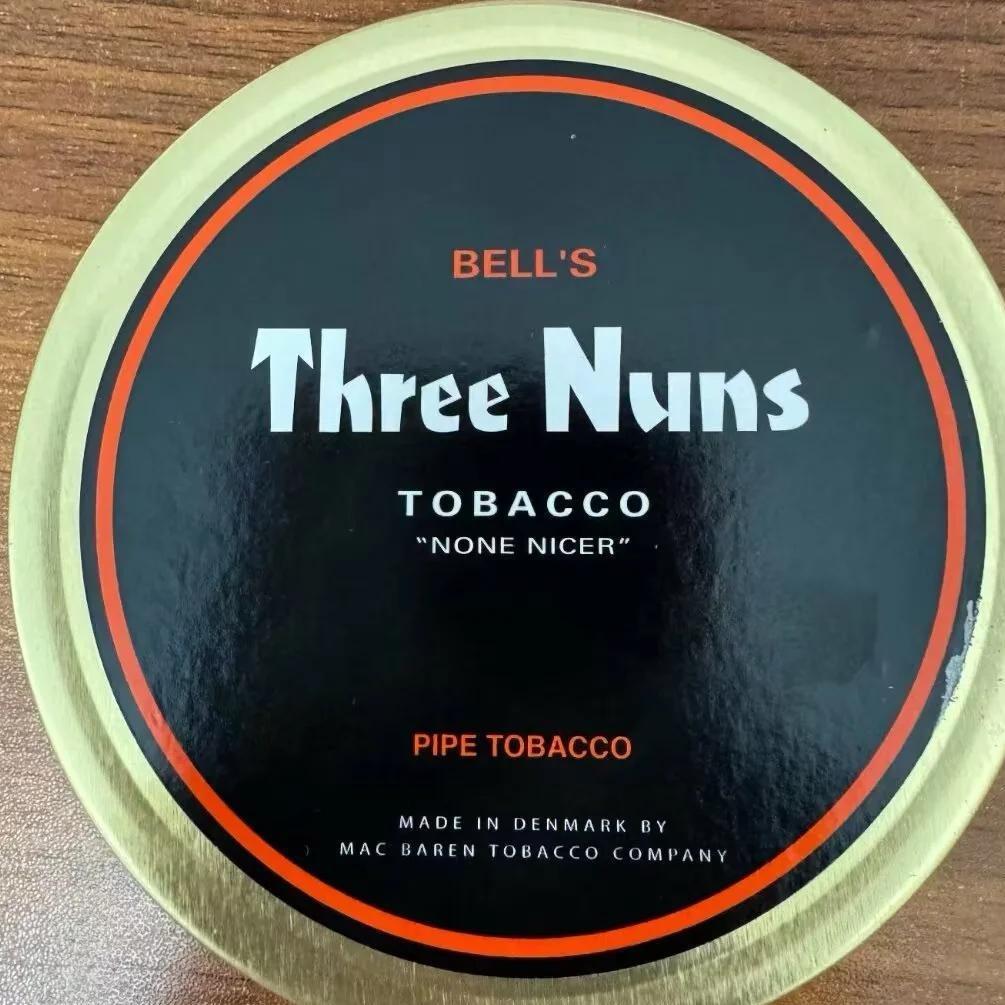 BELL'S
Three Nuns
TOBACCO
"NONE NICER"
PIPE TOBACCO
MADE IN DENMARK BY
MAC BAREN TOBACCO COMPANY